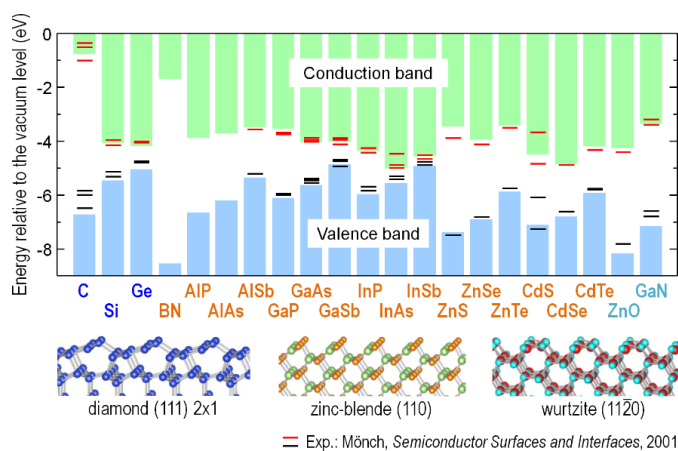 Energy relative to the vacuum level (eV)
0
-2
-4
-6
-8
Conduction band
Valence band
C Ge AlP AlSb GaAs InP InSb ZnSe CdS CdTe GaN
Si BN AlAs GaP GaSb InAs ZnS ZnTe CdSe ZnO
diamond (111) 2x1
zinc-blende (110)
wurtzite (112̅0)
Exp.: Mönch, Semiconductor Surfaces and Interfaces, 2001